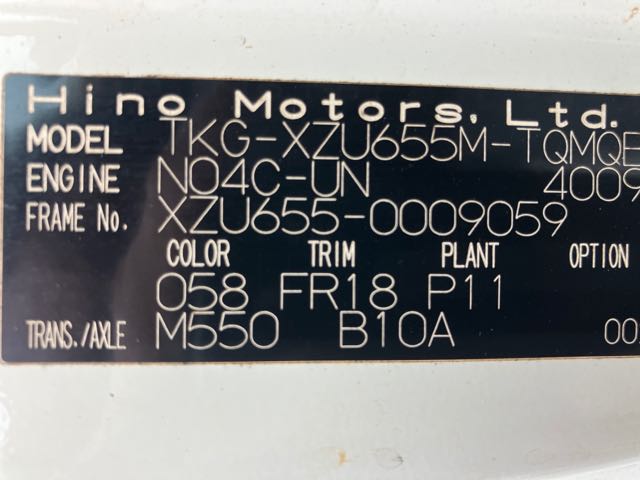 Hino Motors, Ltd.
MODEL TKG-XZU655M-TQMQE
ENGINE N04C-UN 4009
FRAME No. XZU655-0009059
COLOR TRIM PLANT OPTION
058 FR18 P11
TRANS./AXLE M550 B10A 00